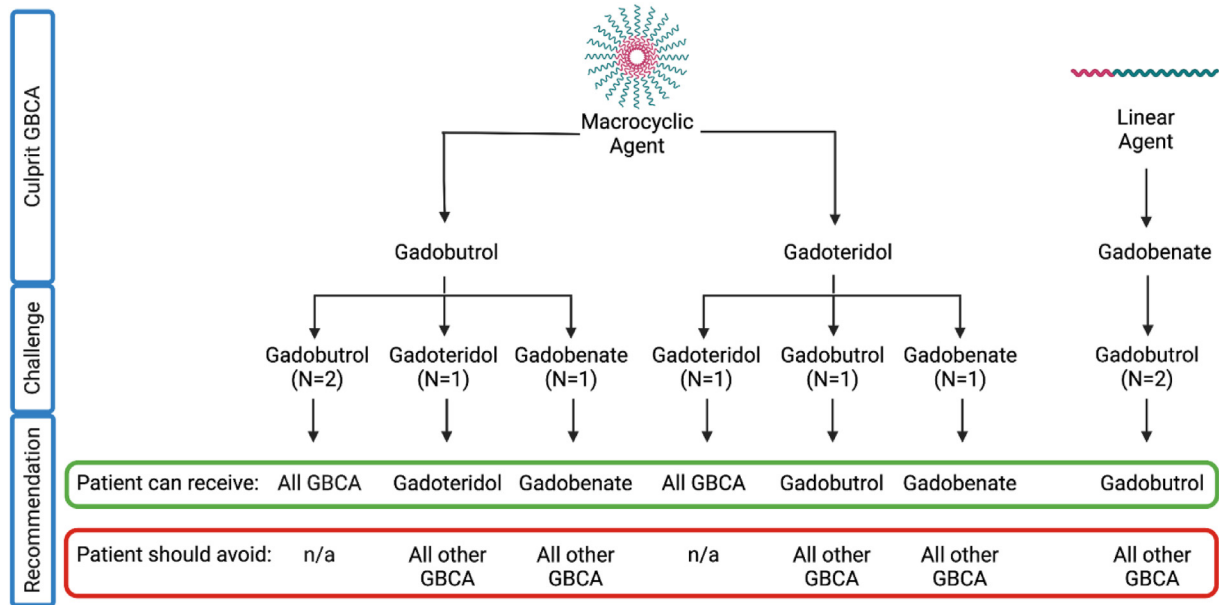 Culprit GBCA
Macrocyclic
Agent
Linear
Agent
Gadobutrol
Gadoteridol
Gadobenate
Challenge
Gadobutrol
(N=2)
Gadoteridol
(N=1)
Gadobenate
(N=1)
Gadoteridol
(N=1)
Gadobutrol
(N=1)
Gadobenate
(N=1)
Gadobutrol
(N=2)
Recommendation
Patient can receive: All GBCA Gadoteridol Gadobenate All GBCA Gadobutrol Gadobenate Gadobutrol
Patient should avoid: n/a All other GBCA All other GBCA n/a All other GBCA All other GBCA All other GBCA